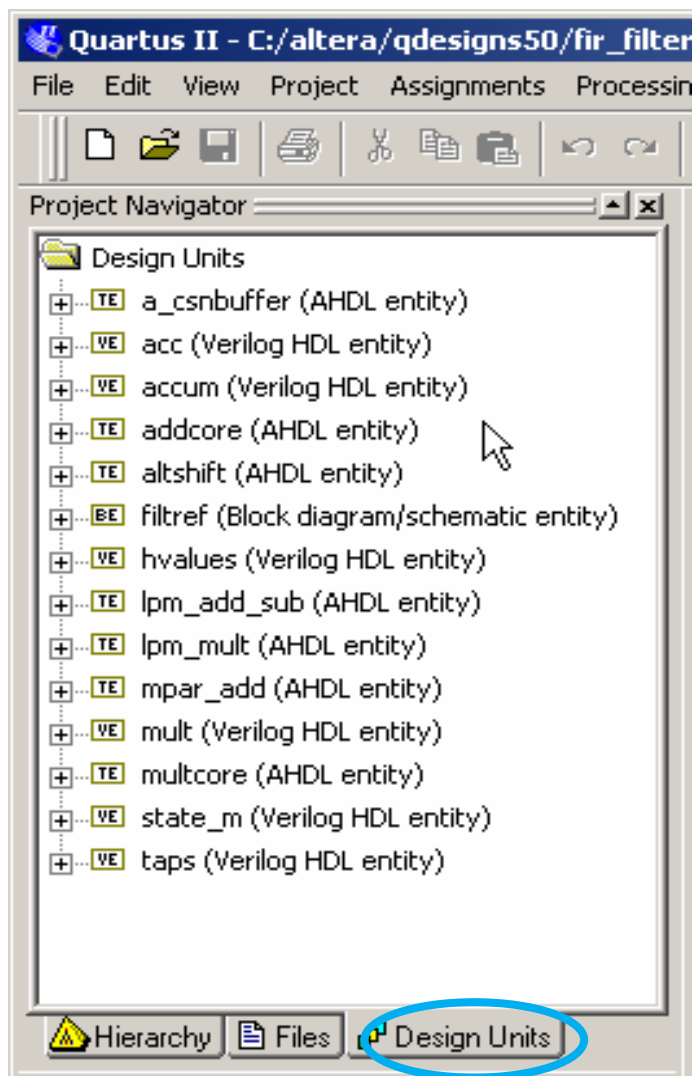 Quartus II - C:/altera/qdesigns50/fir_filter
File Edit View Project Assignments Processin
Project Navigator
Design Units
TE a_csnbuffer (AHDL entity)
VE acc (Verilog HDL entity)
VE accum (Verilog HDL entity)
TE addcore (AHDL entity)
TE altshift (AHDL entity)
BE filtref (Block diagram/schematic entity)
VE hvalues (Verilog HDL entity)
TE lpm_add_sub (AHDL entity)
TE lpm_mult (AHDL entity)
TE mpar_add (AHDL entity)
VE mult (Verilog HDL entity)
TE multcore (AHDL entity)
VE state_m (Verilog HDL entity)
VE taps (Verilog HDL entity)
Hierarchy Files Design Units